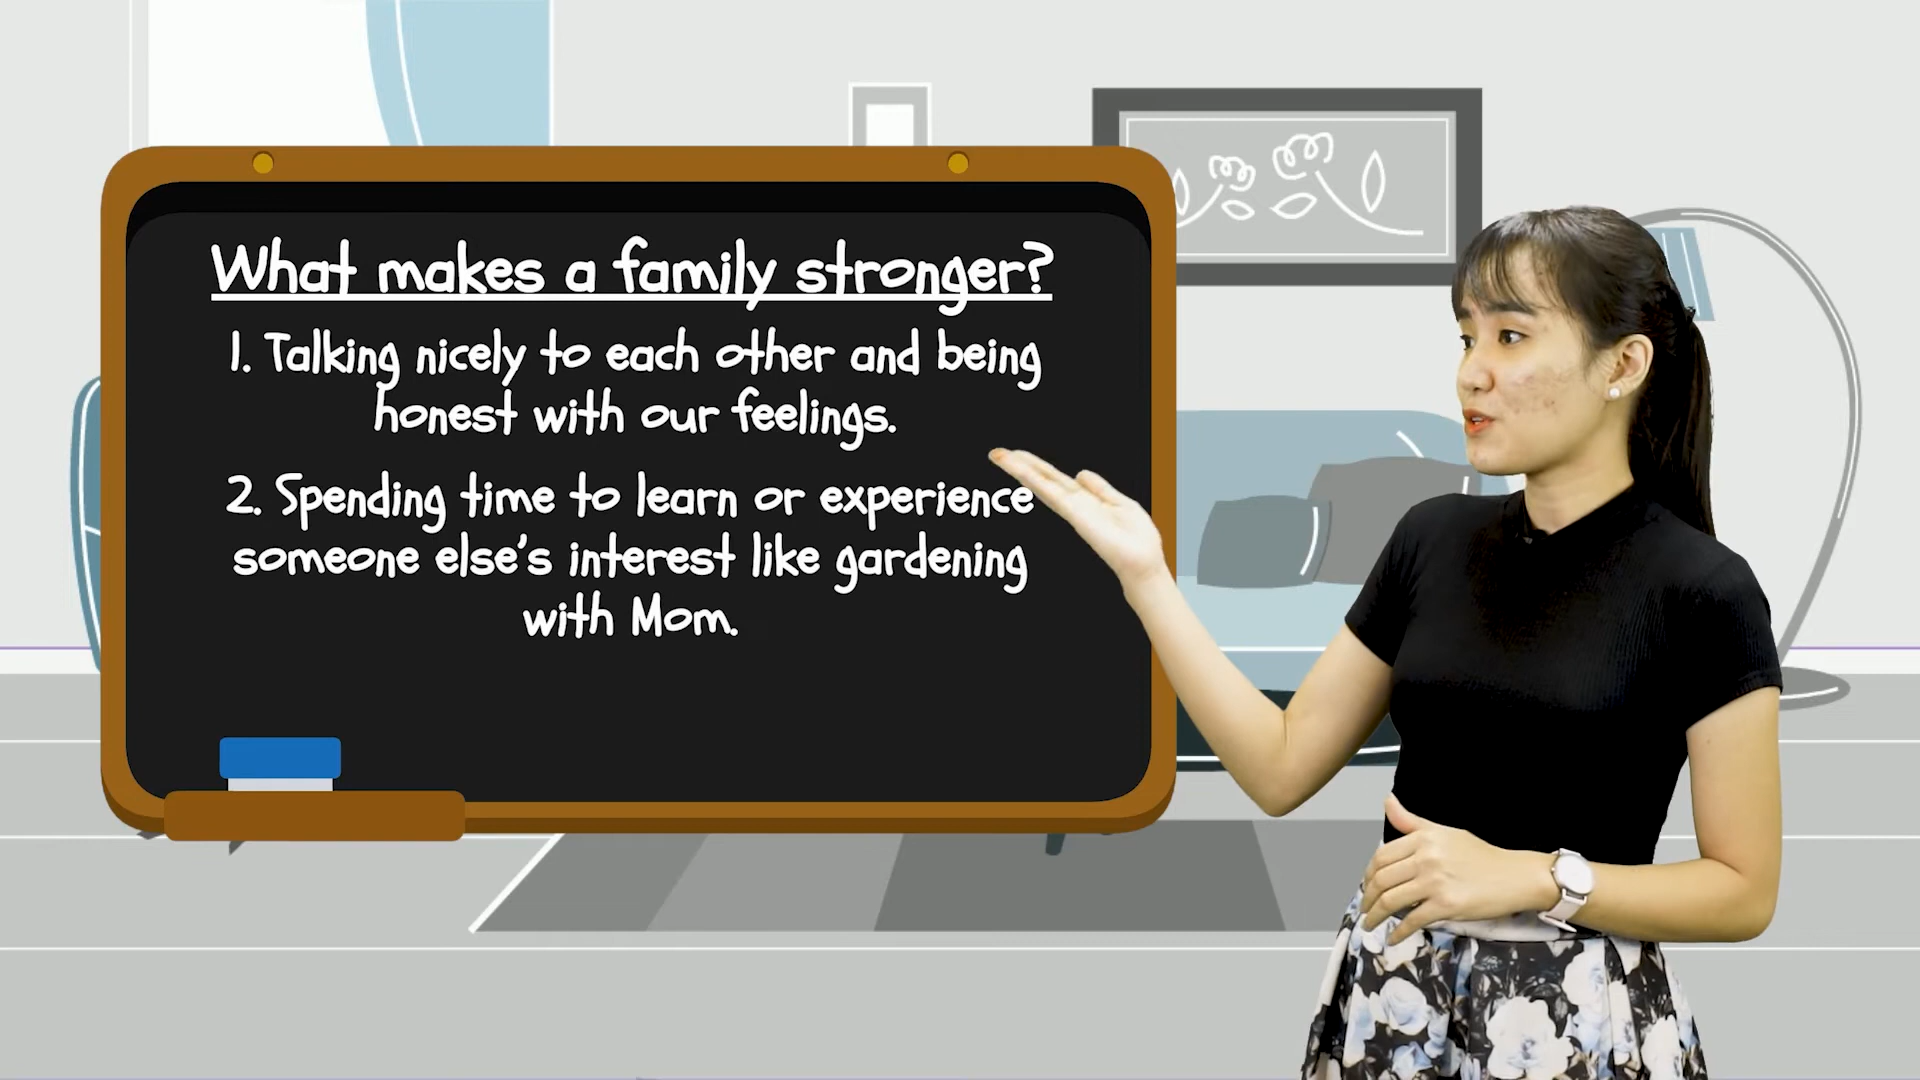 What makes a family stronger?
1. Talking nicely to each other and being
honest with our feelings.
2. Spending time to learn or experience
someone else's interest like gardening
with Mom.